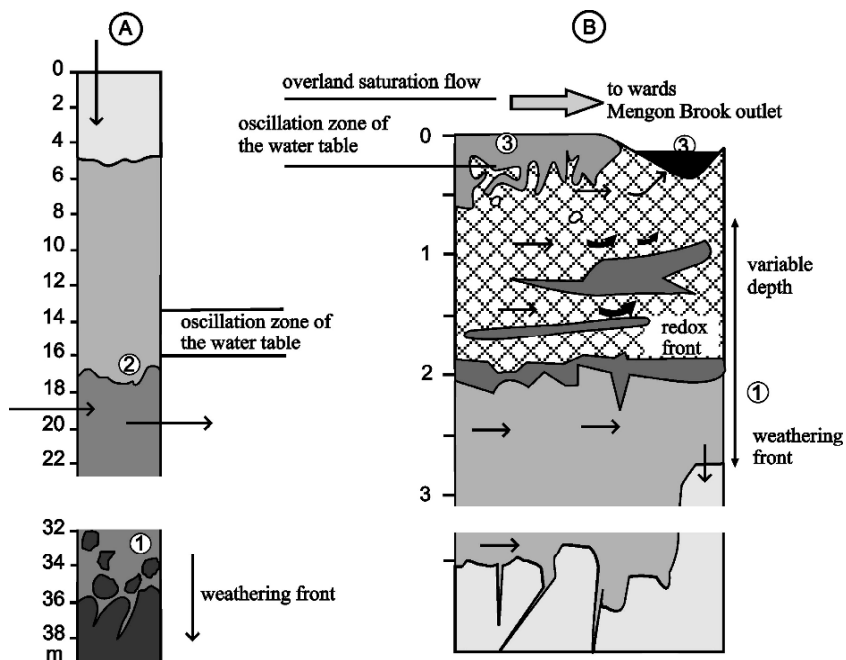 A
B
0
2
4
6
8
10
12
14
16
18
20
22
32
34
36
38
m
2
1
oscillation zone of
the water table
weathering front
overland saturation flow
to wards
Mengon Brook outlet
oscillation zone of
the water table
0
1
2
3
3
3
redox
front
variable
depth
1
weathering
front